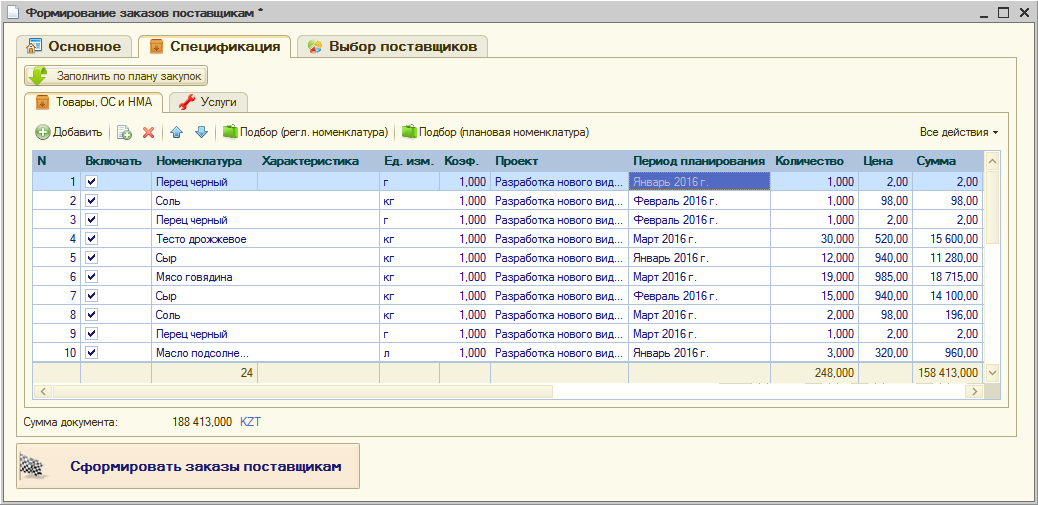 Формирование заказов поставщикам *
Основное Спецификация Выбор поставщиков
Заполнить по плану закупок
Товары, ОС и НМА Услуги
Добавить Подбор (регл. номенклатура) Подбор (плановая номенклатура) Все действия
N Включать Номенклатура Характеристика Ед. изм. Коэф. Проект Период планирования Количество Цена Сумма
1 Перец черный г 1,000 Разработка нового вид... Январь 2016 г. 1,000 2,00 2,00
2 Соль кг 1,000 Разработка нового вид... Февраль 2016 г. 1,000 98,00 98,00
3 Перец черный г 1,000 Разработка нового вид... Февраль 2016 г. 1,000 2,00 2,00
4 Тесто дрожжевое кг 1,000 Разработка нового вид... Март 2016 г. 30,000 520,00 15 600,00
5 Сыр кг 1,000 Разработка нового вид... Январь 2016 г. 12,000 940,00 11 280,00
6 Мясо говядина кг 1,000 Разработка нового вид... Март 2016 г. 19,000 985,00 18 715,00
7 Сыр кг 1,000 Разработка нового вид... Февраль 2016 г. 15,000 940,00 14 100,00
8 Соль кг 1,000 Разработка нового вид... Март 2016 г. 2,000 98,00 196,00
9 Перец черный г 1,000 Разработка нового вид... Март 2016 г. 1,000 2,00 2,00
10 Масло подсолне... л 1,000 Разработка нового вид... Январь 2016 г. 3,000 320,00 960,00
24 248,000 158 413,000
Сумма документа: 188 413,000 KZT
Сформировать заказы поставщикам